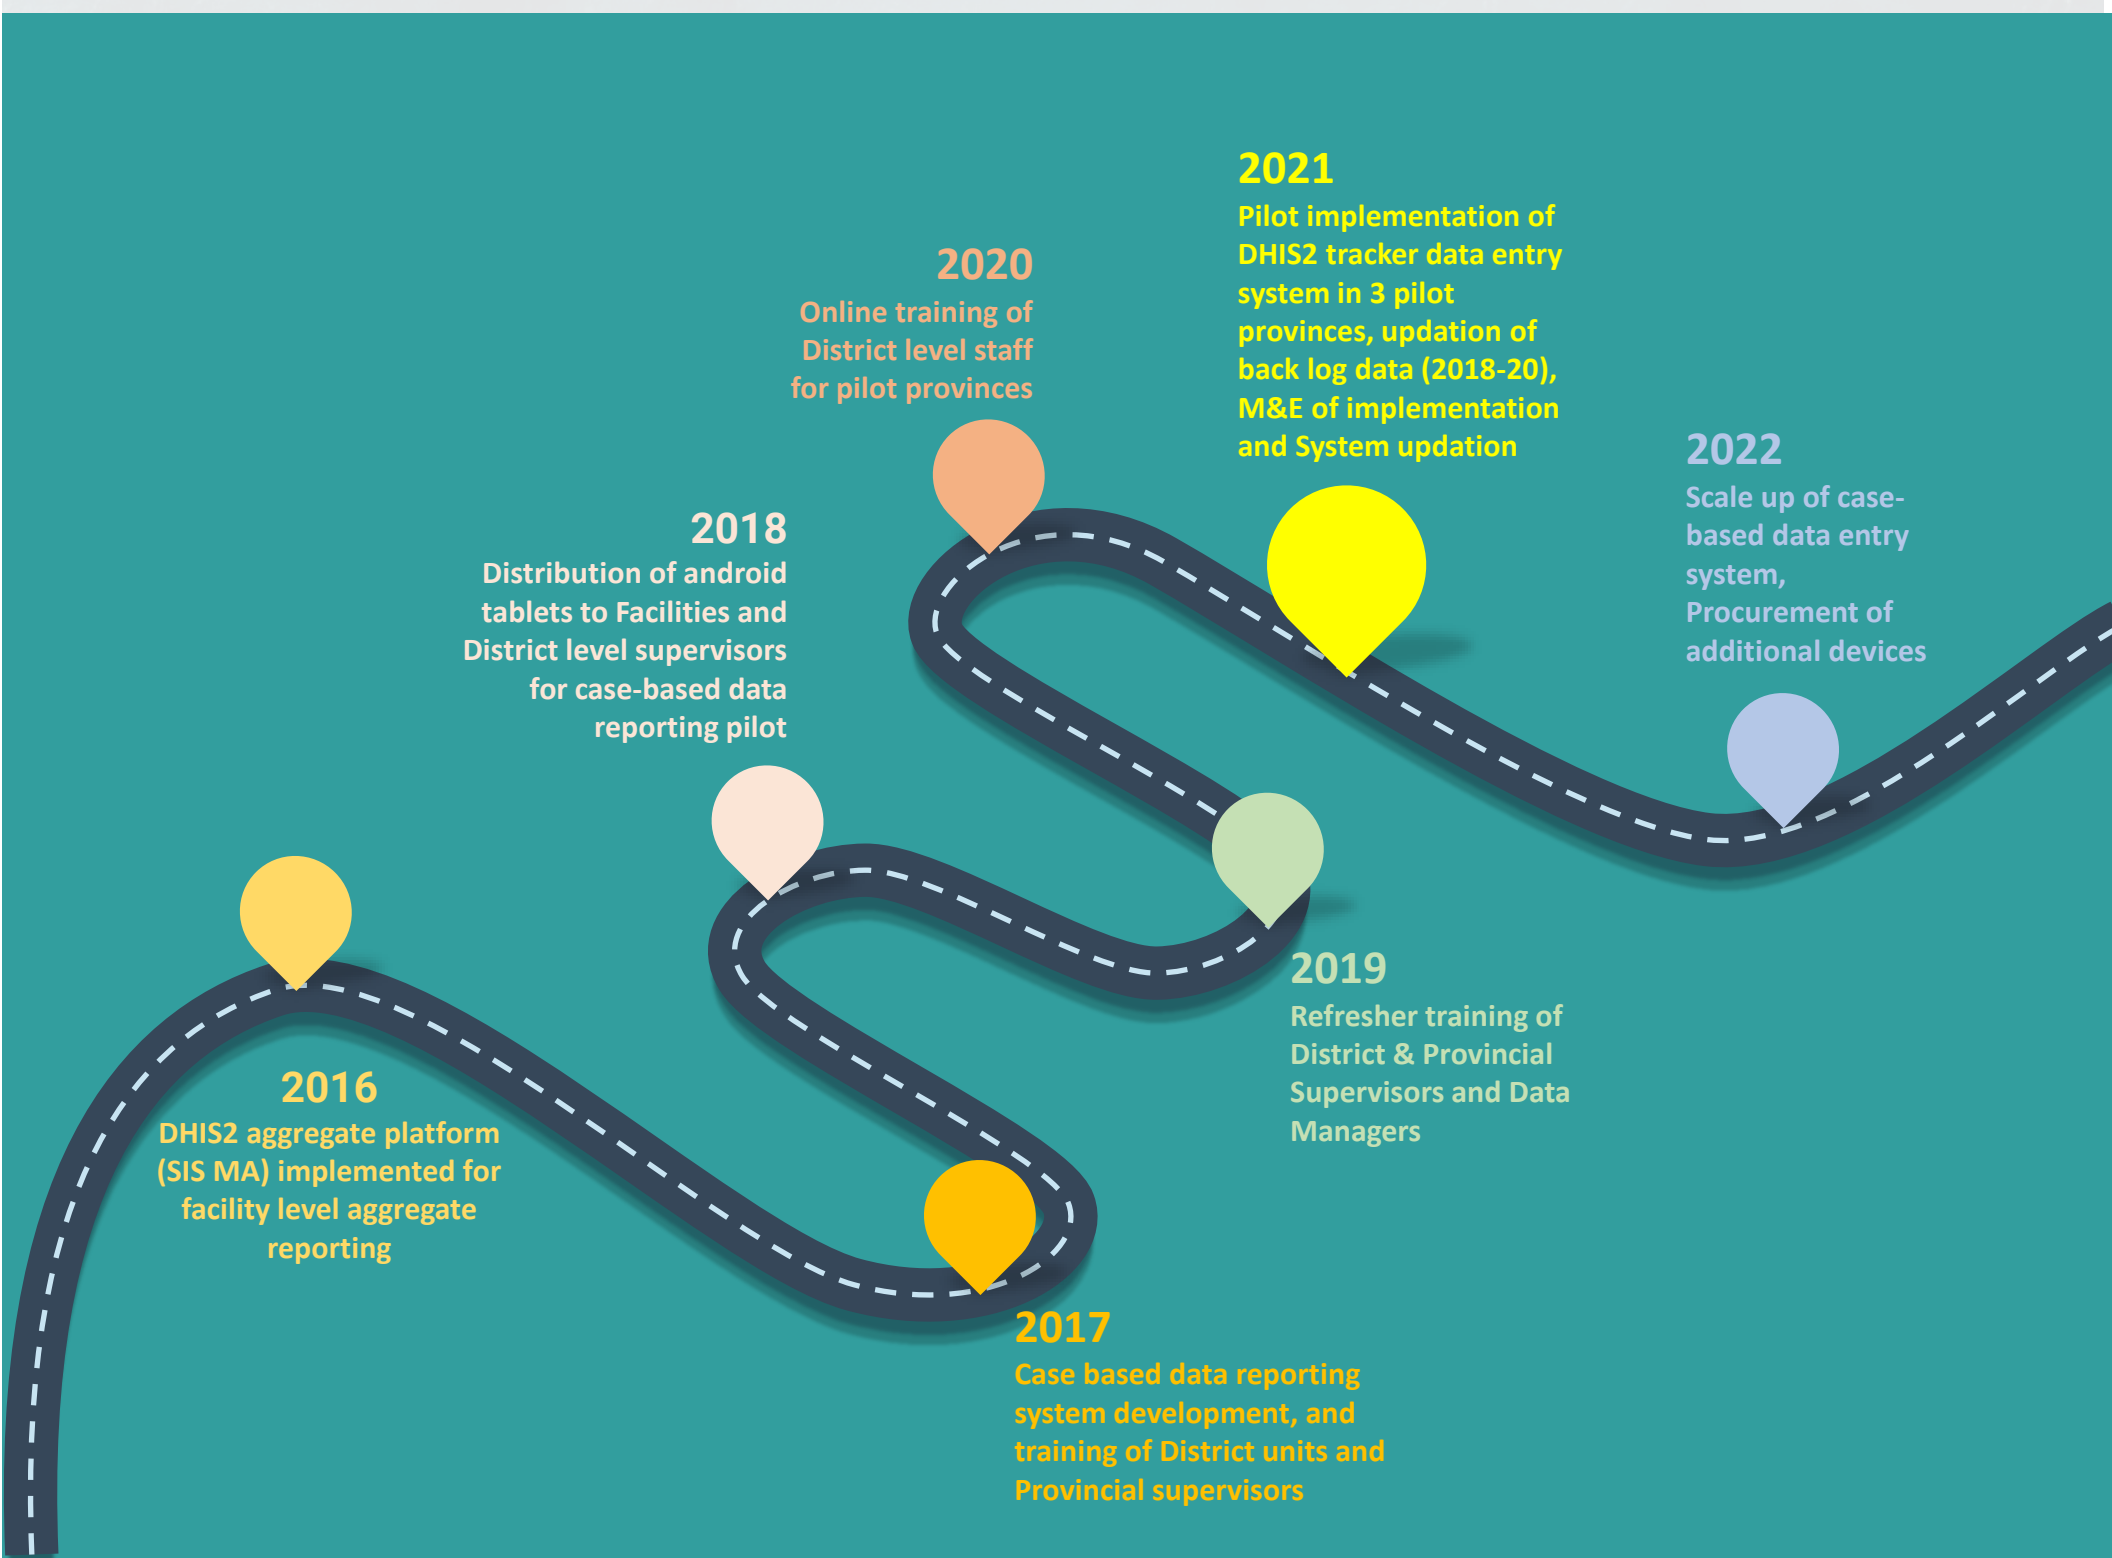 2021
Pilot implementation of
DHIS2 tracker data entry
system in 3 pilot
provinces, updation of
back log data (2018-20),
M&E of implementation
and System updation
2020
Online training of
District level staff
for pilot provinces
2022
Scale up of case-
based data entry
system,
Procurement of
additional devices
2018
Distribution of android
tablets to Facilities and
District level supervisors
for case-based data
reporting pilot
2019
Refresher training of
District & Provincial
Supervisors and Data
Managers
2016
DHIS2 aggregate platform
(SIS MA) implemented for
facility level aggregate
reporting
2017
Case based data reporting
system development, and
training of District units and
Provincial supervisors